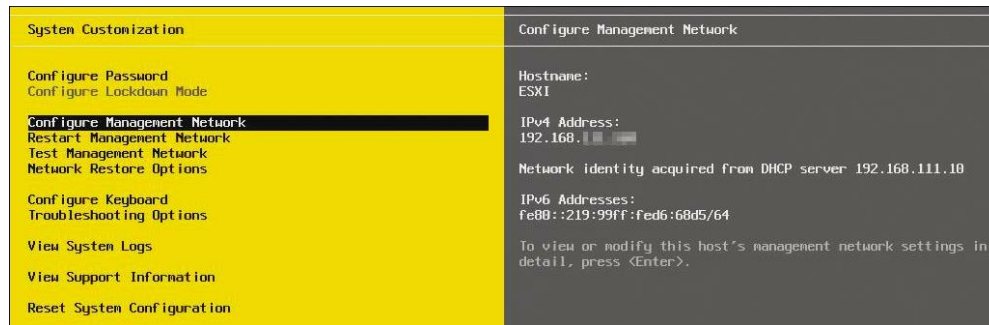 System Customization
Configure Password
Configure Lockdown Mode
Configure Management Network
Restart Management Network
Test Management Network
Network Restore Options
Configure Keyboard
Troubleshooting Options
View System Logs
View Support Information
Reset System Configuration
Configure Management Network
Hostname:
ESXI
IPv4 Address:
192.168.
Network identity acquired from DHCP server 192.168.111.10
IPv6 Addresses:
fe80::219:99ff:fed6:68d5/64
To view or modify this host's management network settings in
detail, press <Enter>.